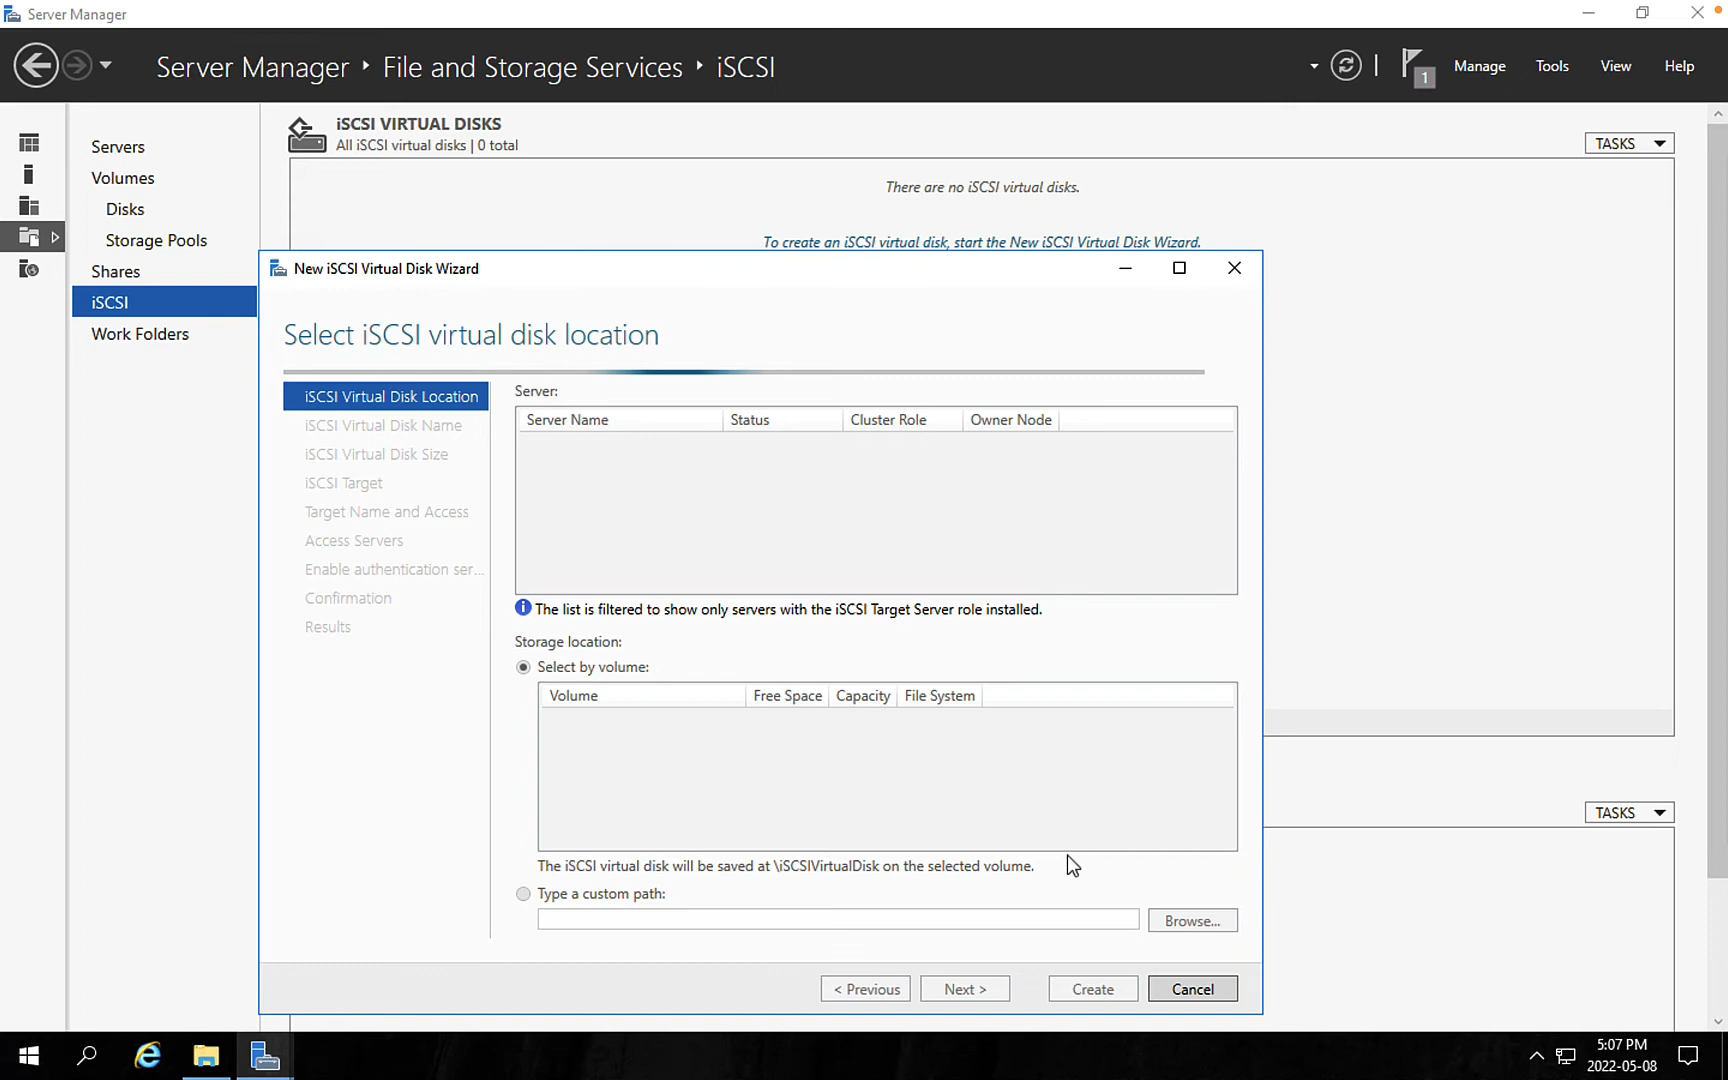 Server Manager
Server Manager ‣ File and Storage Services ‣ iSCSI
1
Manage
Tools
View
Help
Servers
Volumes
Disks
Storage Pools
Shares
iSCSI
Work Folders
iSCSI VIRTUAL DISKS
All iSCSI virtual disks | 0 total
TASKS
There are no iSCSI virtual disks.
To create an iSCSI virtual disk, start the New iSCSI Virtual Disk Wizard.
New iSCSI Virtual Disk Wizard
Select iSCSI virtual disk location
iSCSI Virtual Disk Location
iSCSI Virtual Disk Name
iSCSI Virtual Disk Size
iSCSI Target
Target Name and Access
Access Servers
Enable authentication ser...
Confirmation
Results
Server:
Server Name Status Cluster Role Owner Node
The list is filtered to show only servers with the iSCSI Target Server role installed.
Storage location:
Select by volume:
Volume Free Space Capacity File System
The iSCSI virtual disk will be saved at \iSCSIVirtualDisk on the selected volume.
Type a custom path:
Browse...
< Previous
Next >
Create
Cancel
TASKS
5:07 PM
2022-05-08